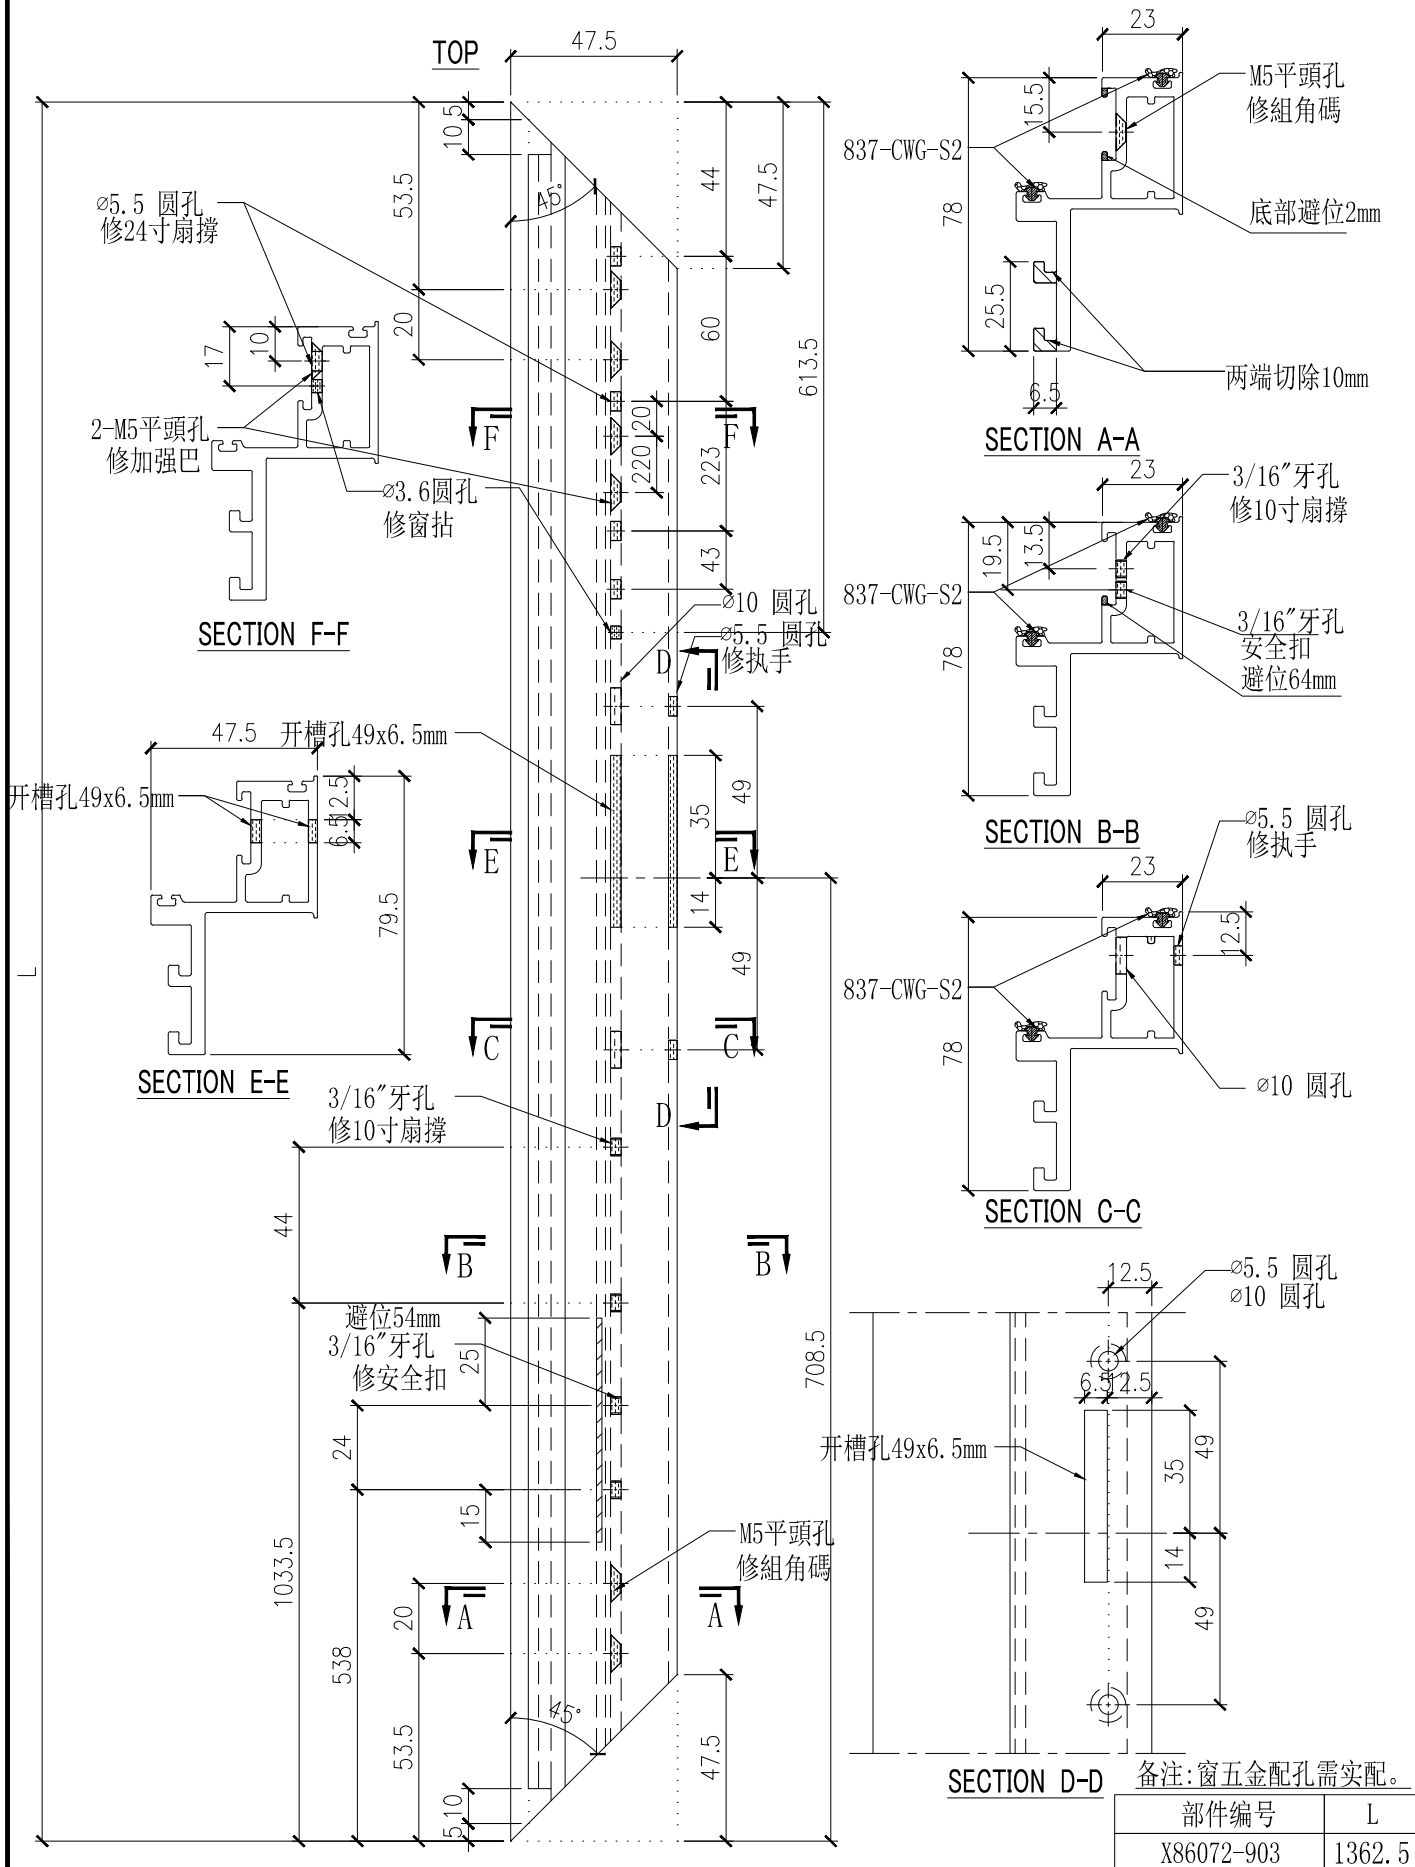 TOP
47.5
10
5
53.5
20
44
47.5
60
613.5
20
220
223
43
45°
L
⌀5.5 圆孔
修24寸扇撑
17
10
2-M5平頭孔
修加强巴
⌀3.6圆孔
修窗拈
SECTION F-F
F
F
⌀10 圆孔
⌀5.5 圆孔
修执手
D
47.5
开槽孔49x6.5mm
开槽孔49x6.5mm
12.5
6.5
79.5
SECTION E-E
E
E
35
49
14
49
C
C
D
3/16"牙孔
修10寸扇撑
44
B
B
避位54mm
3/16"牙孔
修安全扣
25
24
15
708.5
1033.5
538
20
53.5
M5平頭孔
修組角碼
A
A
45°
47.5
10
5
23
15.5
M5平頭孔
修組角碼
837-CWG-S2
78
底部避位2mm
25.5
6.5
两端切除10mm
SECTION A-A
23
3/16"牙孔
修10寸扇撑
19.5
13.5
837-CWG-S2
3/16"牙孔
安全扣
避位64mm
78
SECTION B-B
⌀5.5 圆孔
修执手
23
12.5
837-CWG-S2
78
⌀10 圆孔
SECTION C-C
12.5
⌀5.5 圆孔
⌀10 圆孔
6.5
12.5
开槽孔49x6.5mm
35
49
14
49
SECTION D-D
备注:窗五金配孔需实配。
部件编号 L
X86072-903 1362.5